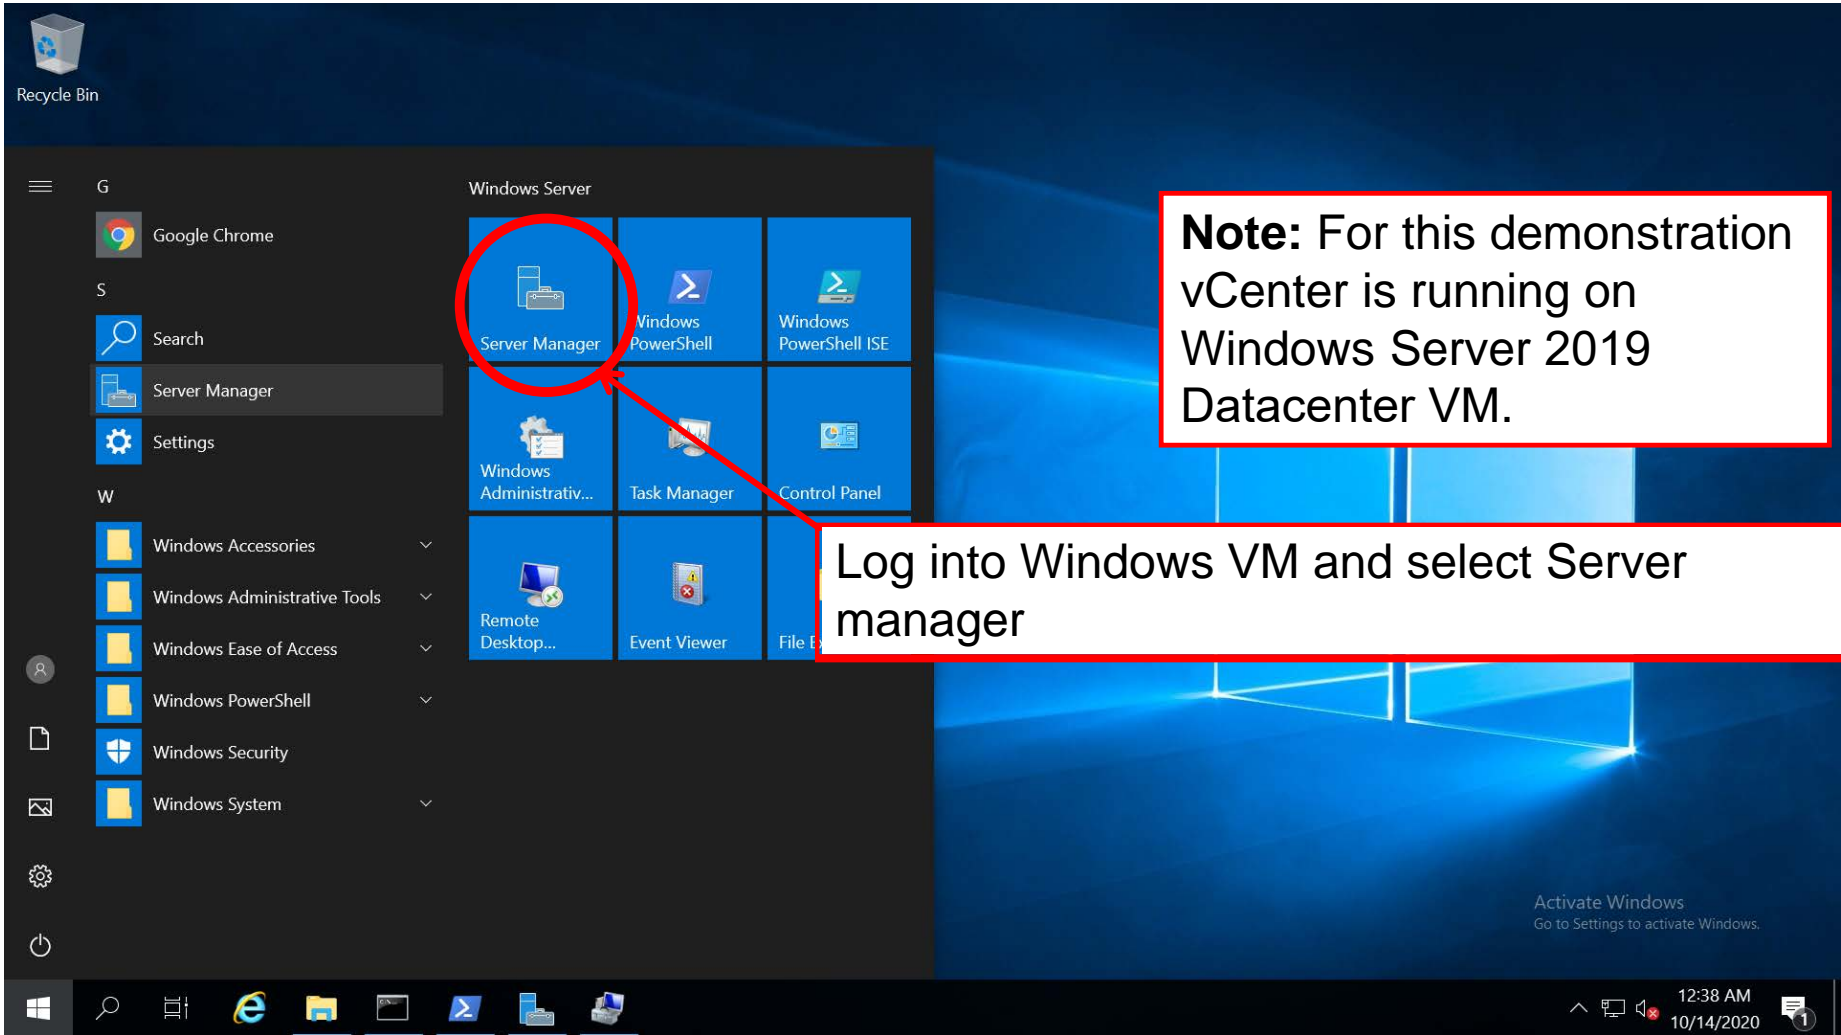 Recycle Bin
G
Google Chrome
S
Search
Server Manager
Settings
W
Windows Accessories
Windows Administrative Tools
Windows Ease of Access
Windows PowerShell
Windows Security
Windows System
Windows Server
Server Manager
Windows
PowerShell
Windows
PowerShell ISE
Windows
Administrativ...
Task Manager
Control Panel
Remote
Desktop...
Event Viewer
File
Note: For this demonstration
vCenter is running on
Windows Server 2019
Datacenter VM.
Log into Windows VM and select Server
manager
Activate Windows
Go to Settings to activate Windows.
12:38 AM
10/14/2020
1